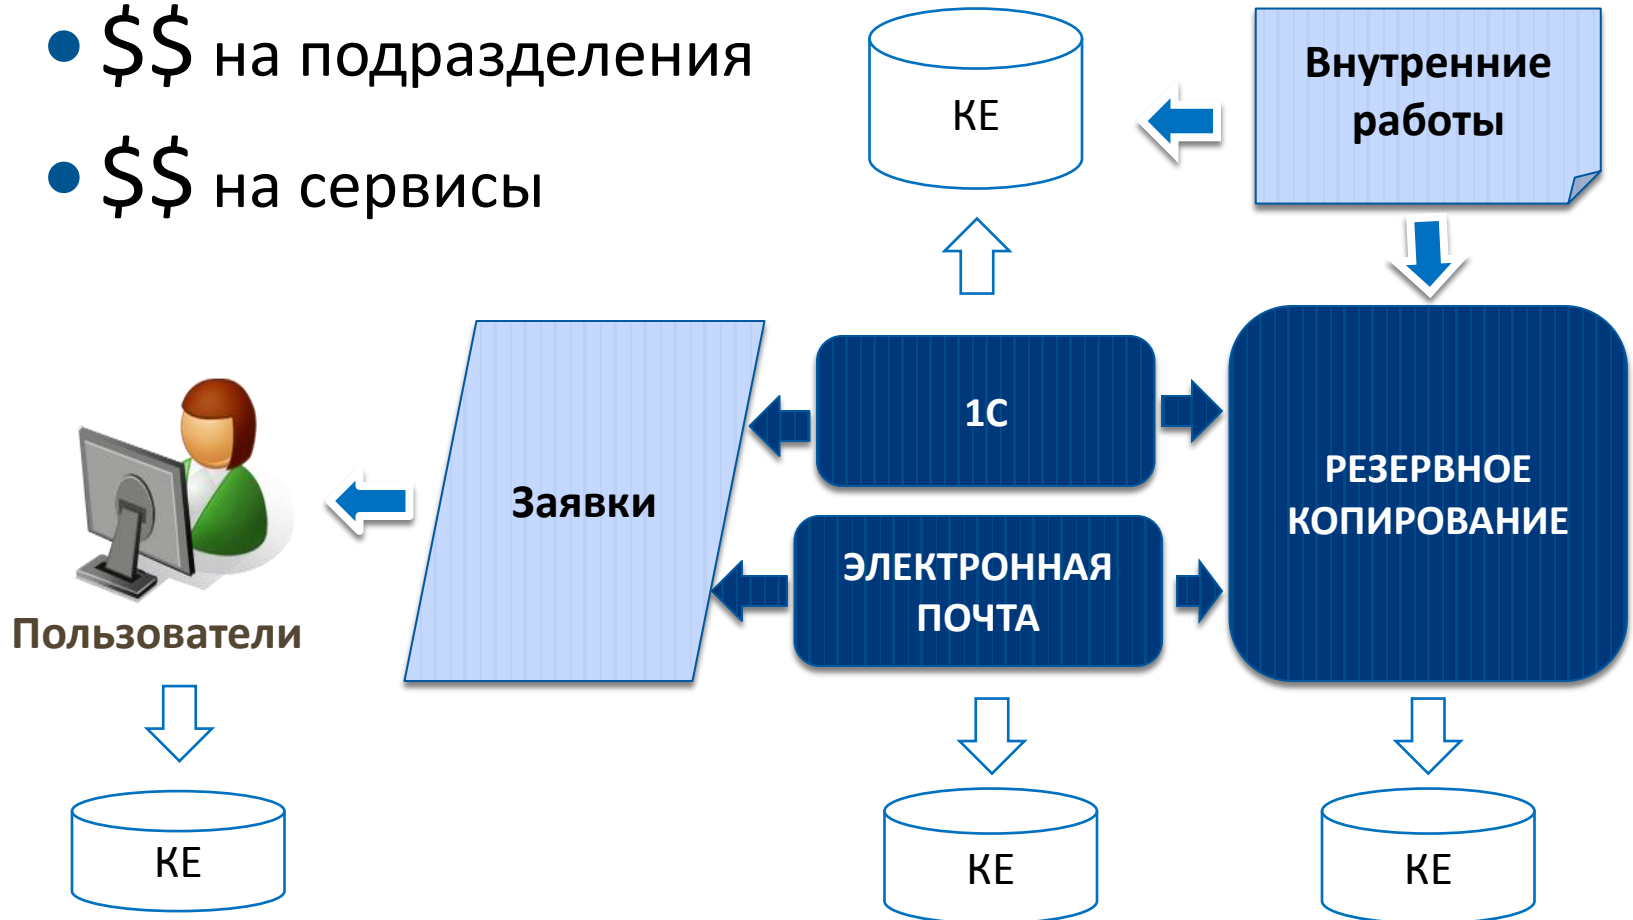 • $$ на подразделения
• $$ на сервисы
КЕ
Внутренние
работы
1С
Заявки
РЕЗЕРВНОЕ
КОПИРОВАНИЕ
ЭЛЕКТРОННАЯ
ПОЧТА
Пользователи
КЕ
КЕ
КЕ